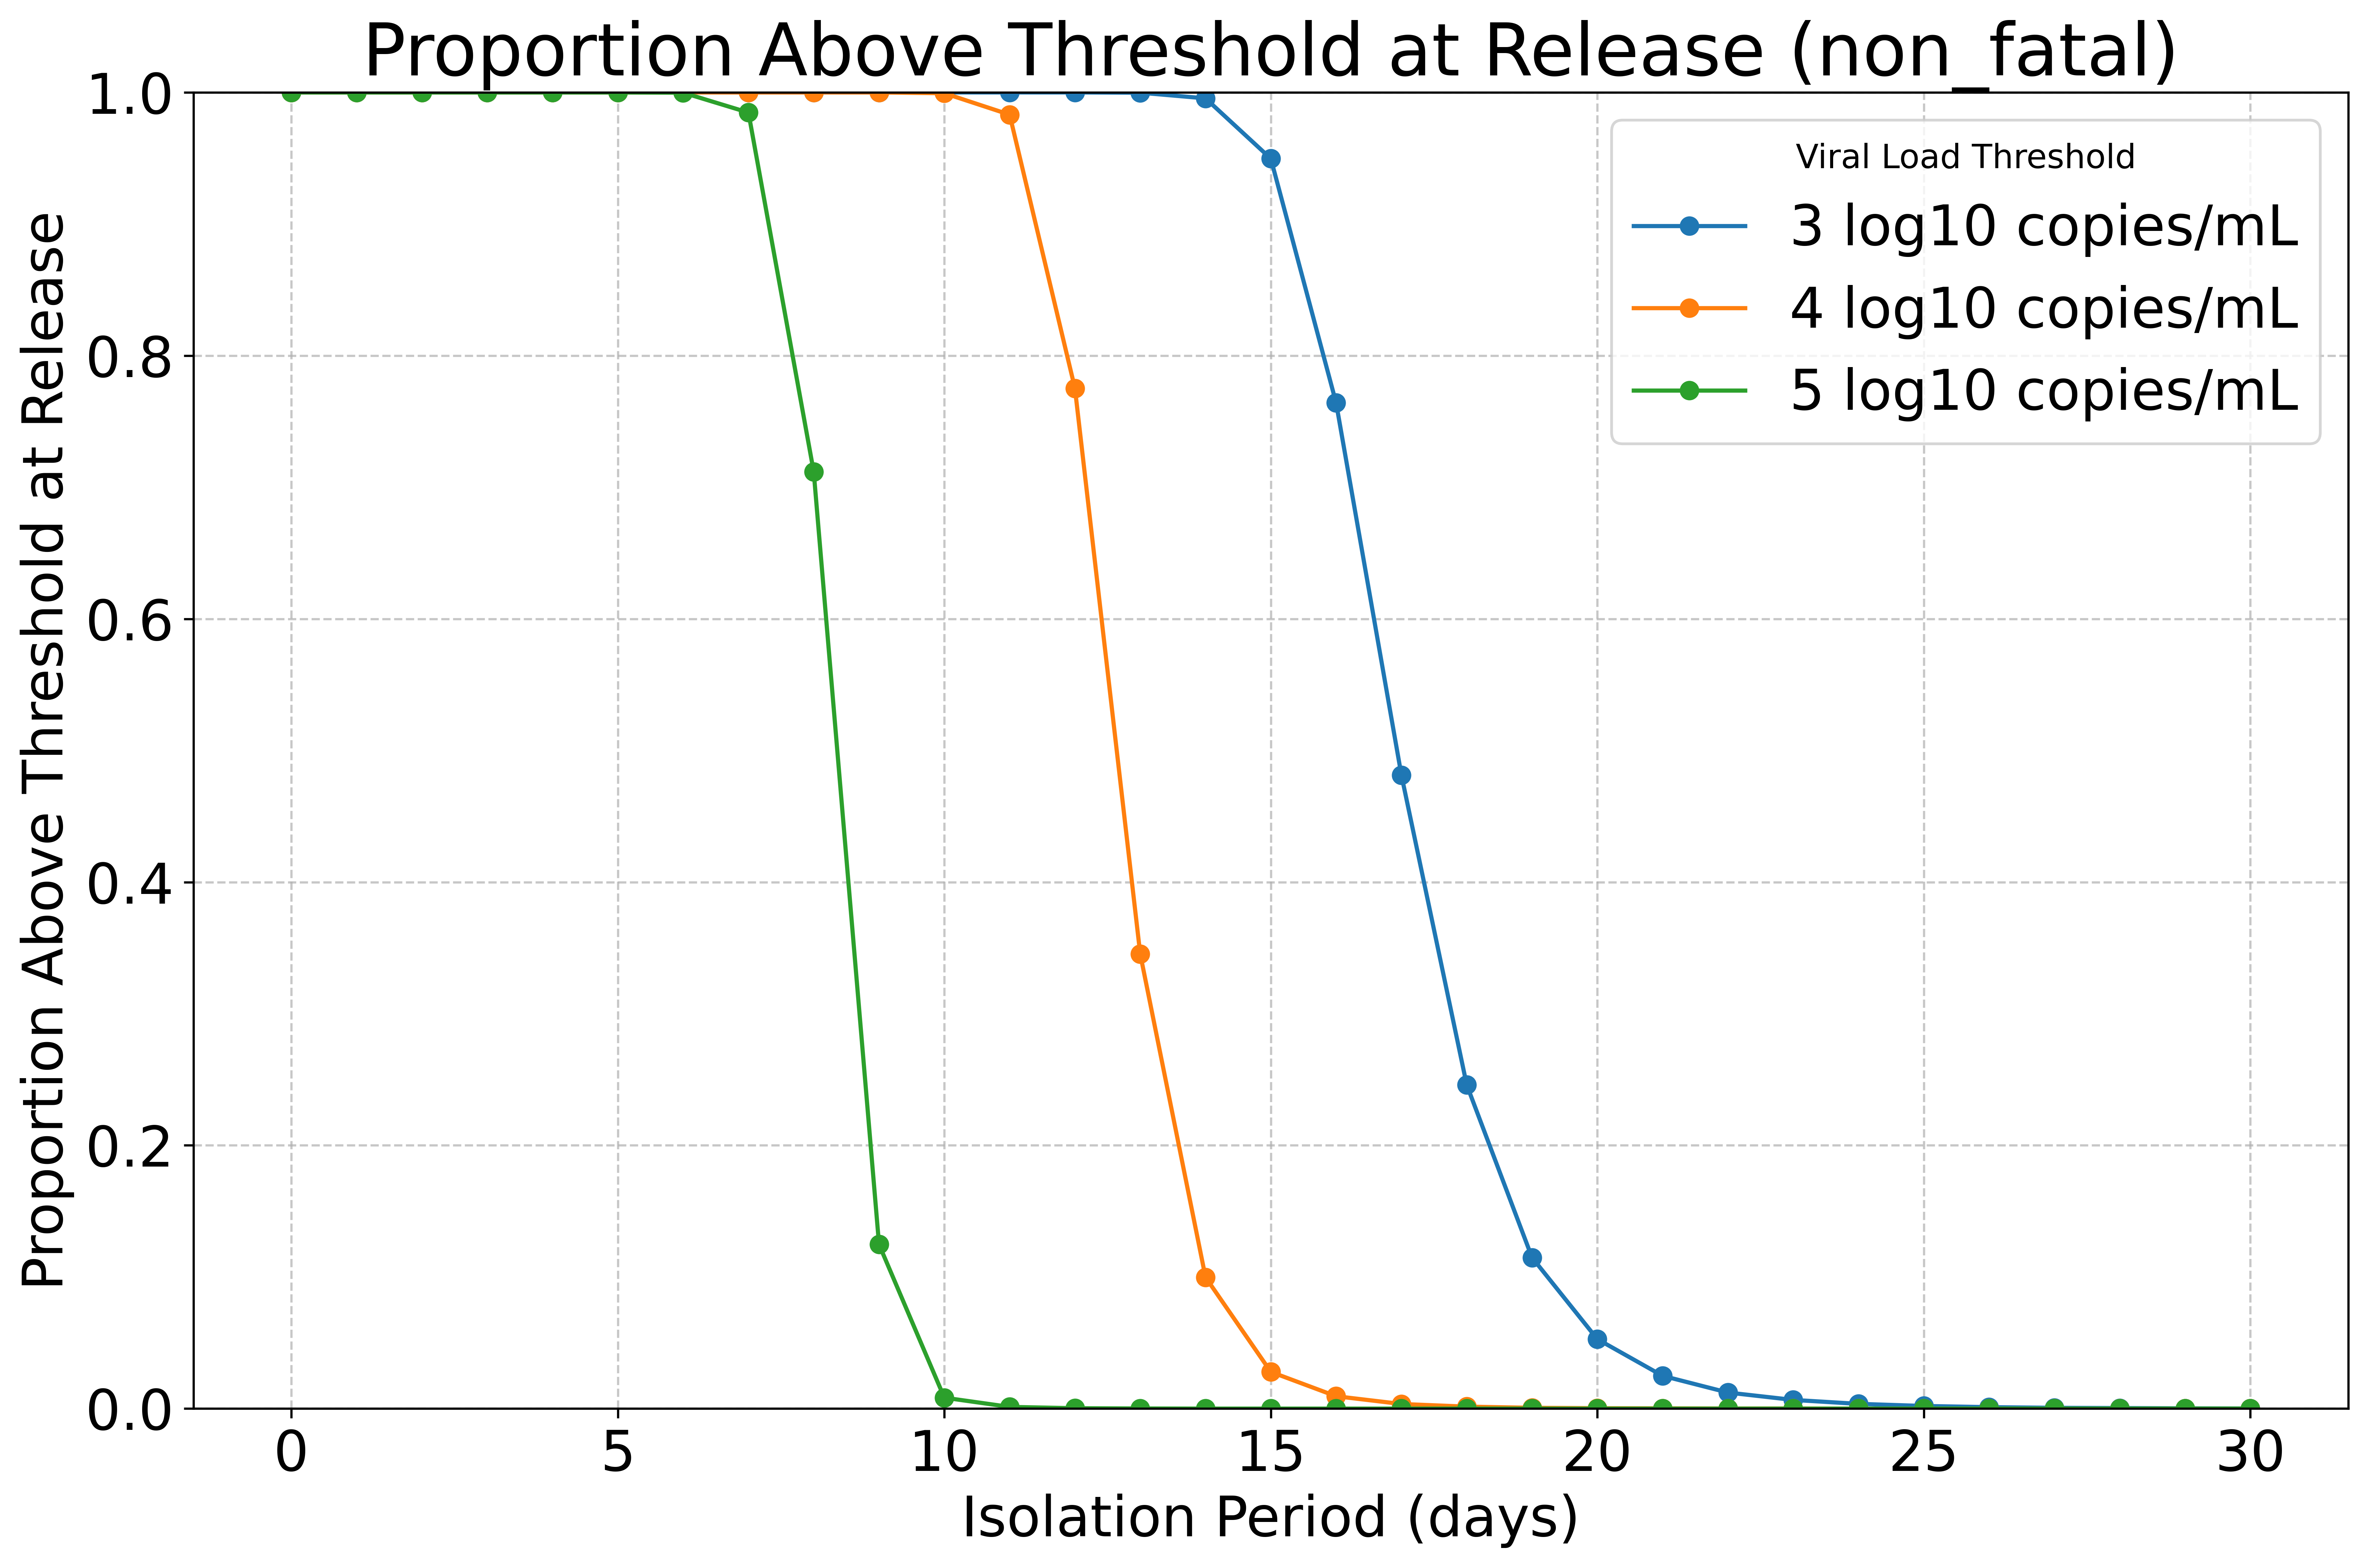 Proportion Above Threshold at Release (non_fatal)
Proportion Above Threshold at Release
1.0
0.8
0.6
0.4
0.2
0.0
Viral Load Threshold
3 log10 copies/mL
4 log10 copies/mL
5 log10 copies/mL
0 5 10 15 20 25 30
Isolation Period (days)